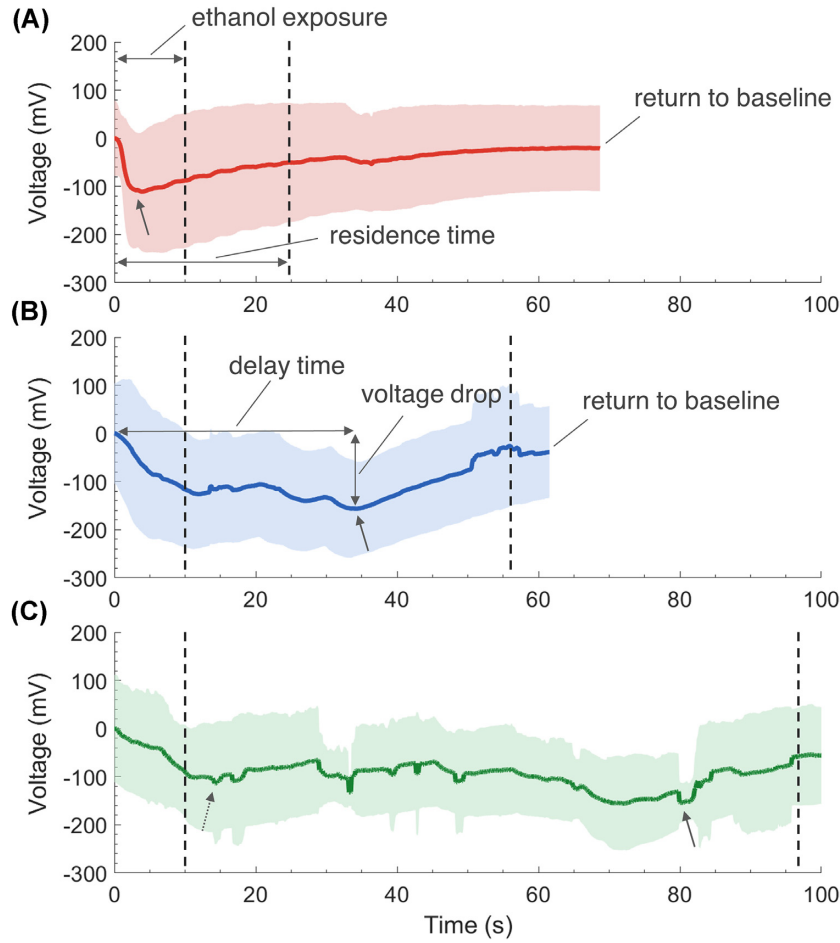 (A)
ethanol exposure
200
100
0
-100
-200
-300
Voltage (mV)
return to baseline
residence time
0 20 40 60 80 100
(B)
200
100
0
-100
-200
-300
Voltage (mV)
delay time
voltage drop
return to baseline
0 20 40 60 80 100
(C)
200
100
0
-100
-200
-300
Voltage (mV)
0 20 40 60 80 100
Time (s)